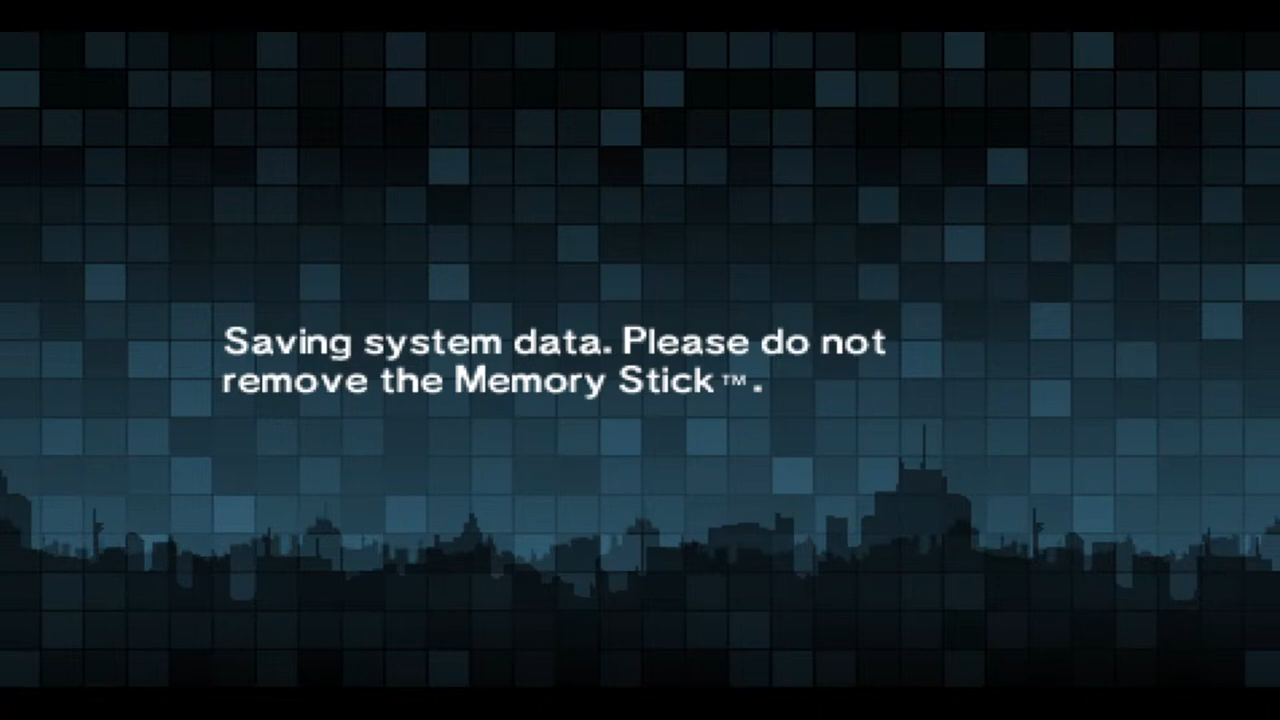 Saving system data. Please do not
remove the Memory Stick™.